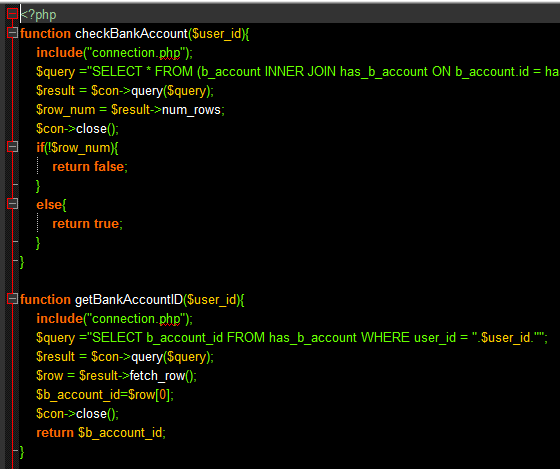 <?php
function checkBankAccount($user_id){
include("connection.php");
$query ="SELECT * FROM (b_account INNER JOIN has_b_account ON b_account.id = ha
$result = $con->query($query);
$row_num = $result->num_rows;
$con->close();
if(!$row_num){
return false;
}
else{
return true;
}
}
function getBankAccountID($user_id){
include("connection.php");
$query ="SELECT b_account_id FROM has_b_account WHERE user_id = '".$user_id."'";
$result = $con->query($query);
$row = $result->fetch_row();
$b_account_id=$row[0];
$con->close();
return $b_account_id;
}